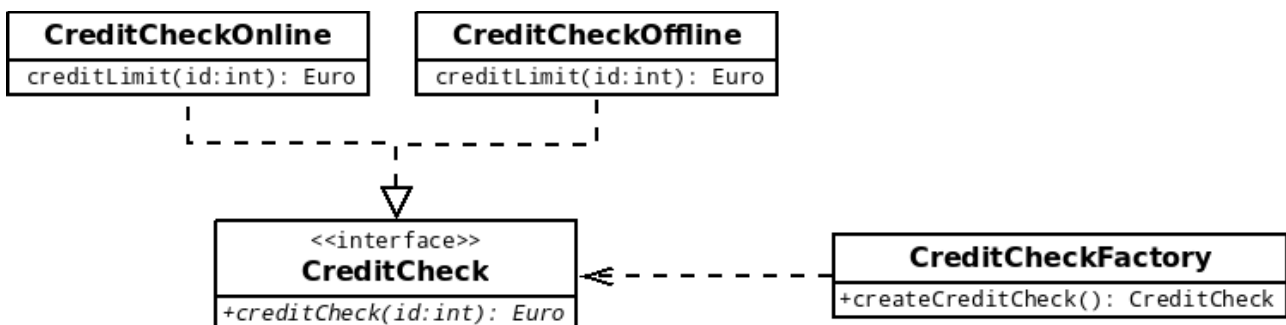 CreditCheckOnline
creditLimit(id:int): Euro
CreditCheckOffline
creditLimit(id:int): Euro
<<interface>>
CreditCheck
+creditCheck(id:int): Euro
CreditCheckFactory
+createCreditCheck(): CreditCheck